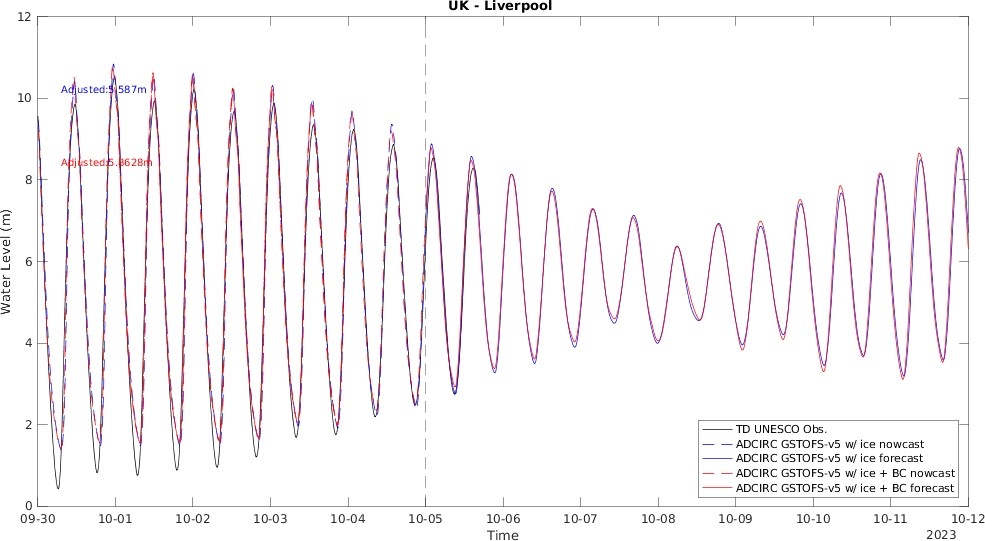 UK - Liverpool
12
10
8
6
4
2
0
Water Level (m)
Adjusted:5.587m
Adjusted:5.8628m
TD UNESCO Obs.
ADCIRC GSTOFS-v5 w/ ice nowcast
ADCIRC GSTOFS-v5 w/ ice forecast
ADCIRC GSTOFS-v5 w/ ice + BC nowcast
ADCIRC GSTOFS-v5 w/ ice + BC forecast
09-30 10-01 10-02 10-03 10-04 10-05 10-06 10-07 10-08 10-09 10-10 10-11 10-12
Time
2023